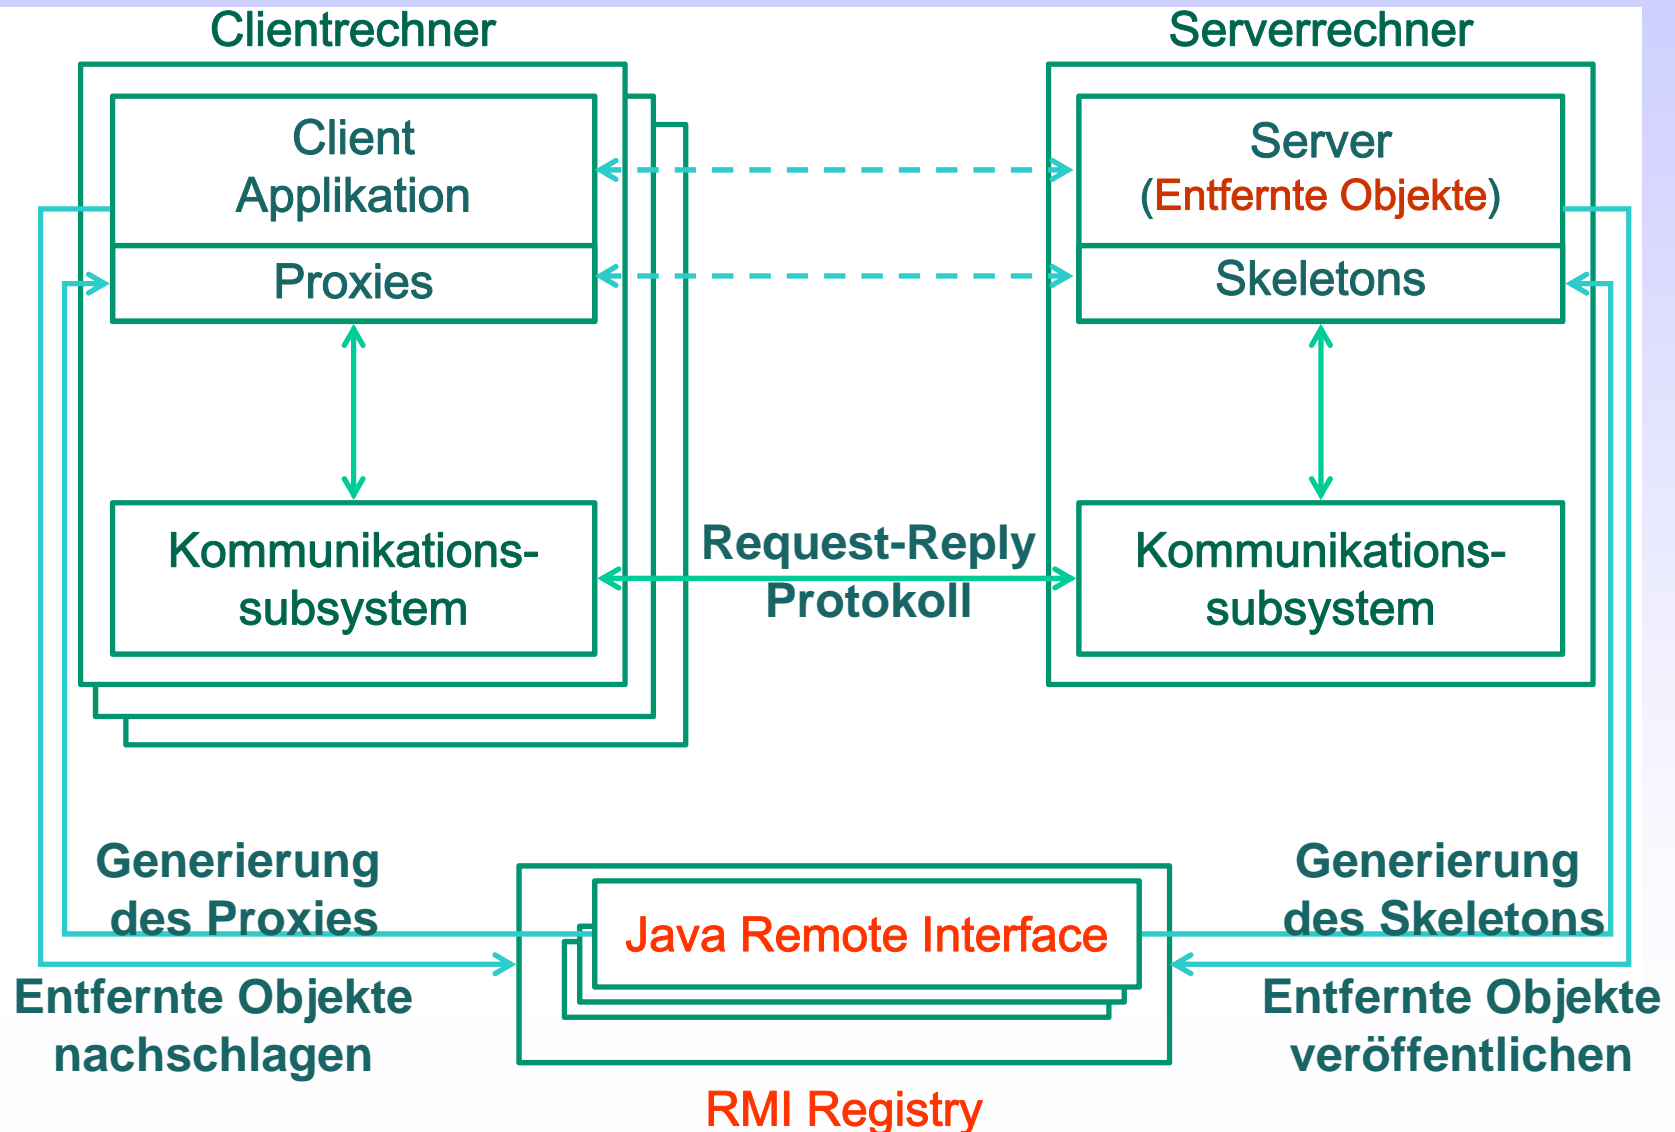 Clientrechner
Serverrechner
Client
Applikation
Proxies
Server
(Entfernte Objekte)
Skeletons
Kommunikations-
subsystem
Request-Reply
Protokoll
Kommunikations-
subsystem
Generierung
des Proxies
Entfernte Objekte
nachschlagen
Java Remote Interface
Generierung
des Skeletons
Entfernte Objekte
veröffentlichen
RMI Registry